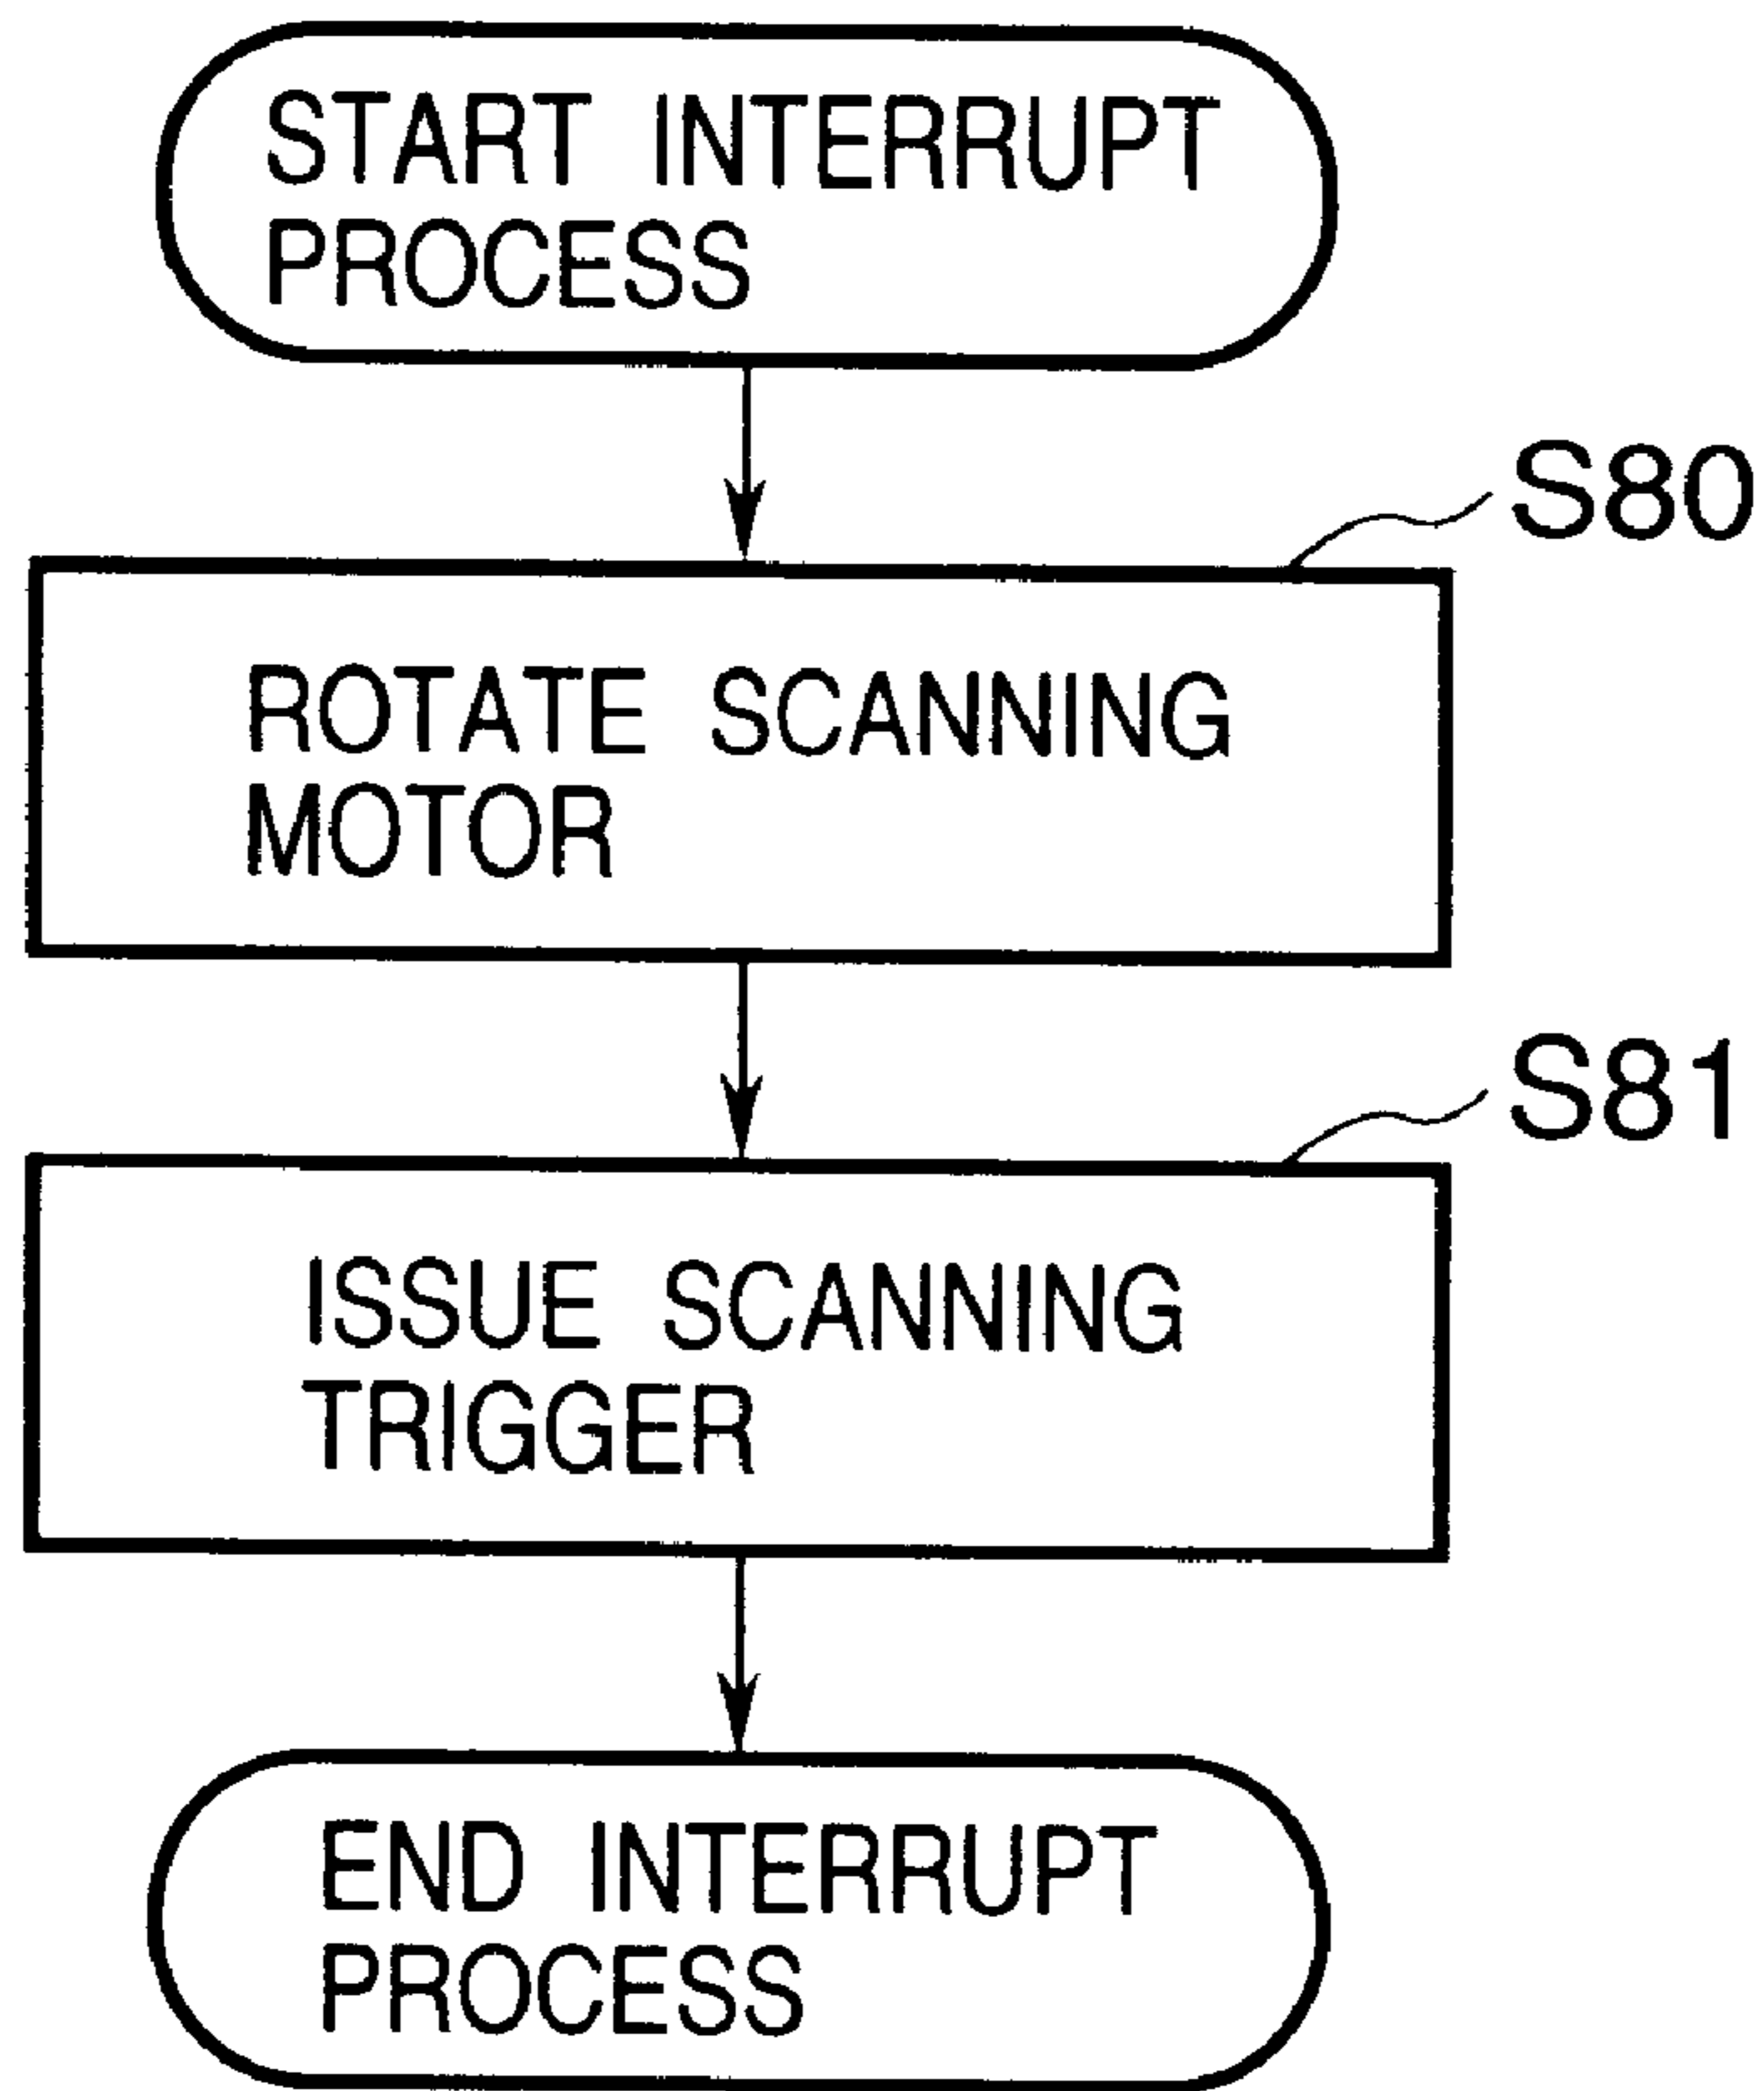 START INTERRUPT
PROCESS
S80
ROTATE SCANNING
MOTOR
S81
ISSUE SCANNING
TRIGGER
END INTERRUPT
PROCESS